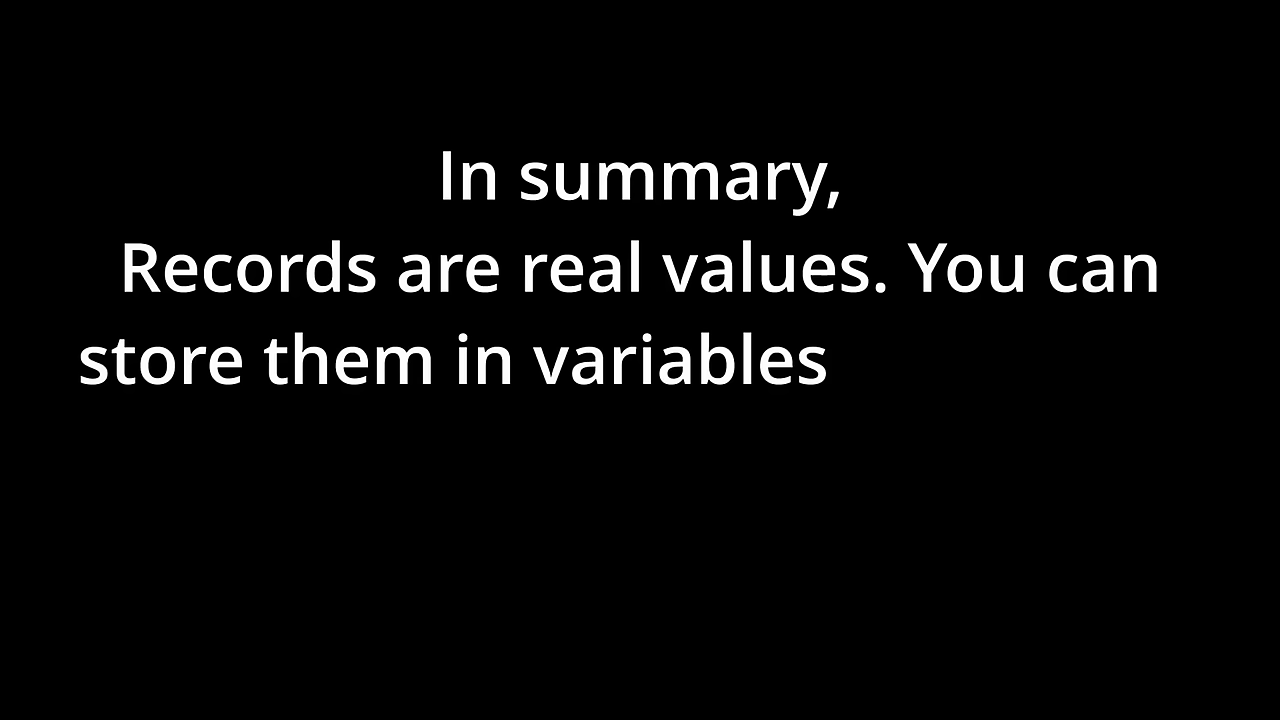 In summary,
Records are real values. You can
store them in variables